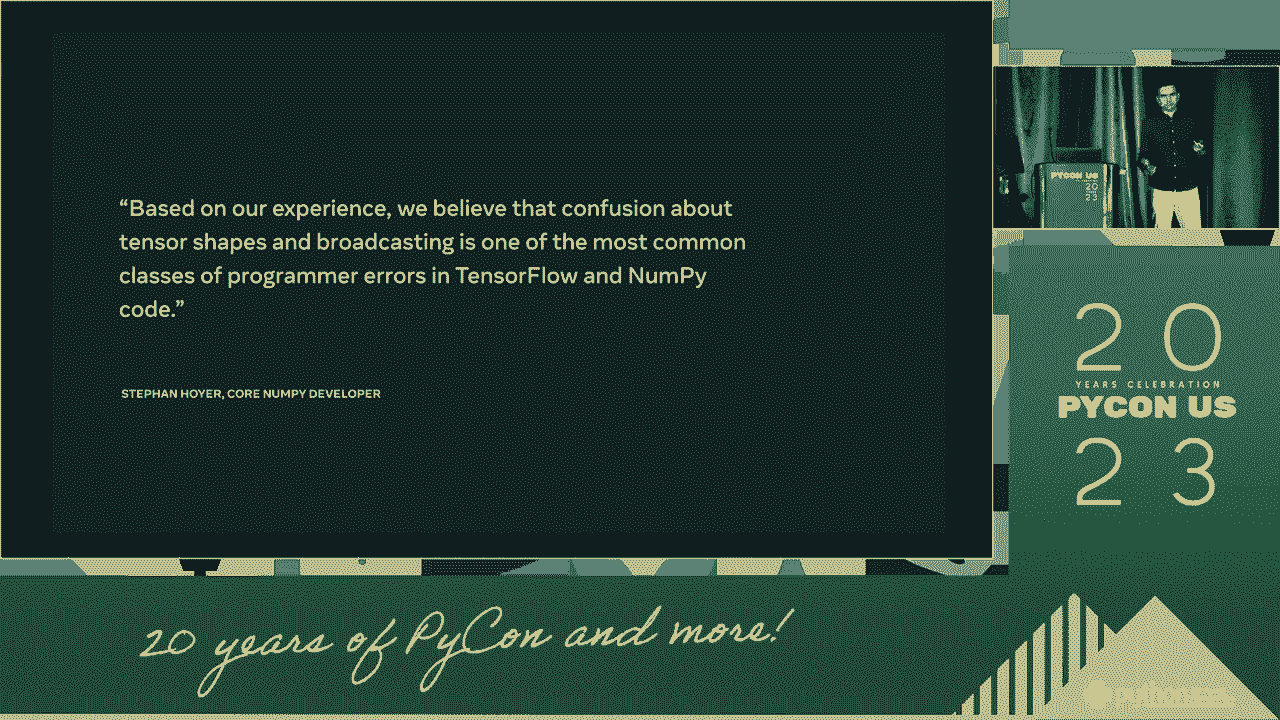 “Based on our experience, we believe that confusion about
tensor shapes and broadcasting is one of the most common
classes of programmer errors in TensorFlow and NumPy
code.”
STEPHAN HOYER, CORE NUMPY DEVELOPER
PYCON US
20
23
20
YEARS CELEBRATION
PYCON US
23
20 years of PyCon and more!